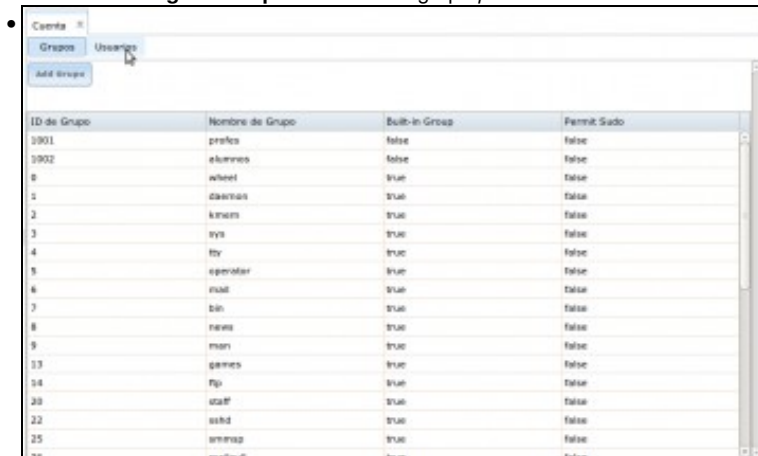 Cuenta
Grupos Usuarios
Add Grupo
ID de Grupo Nombre de Grupo Built-in Group Permit Sudo
1001 profes false false
1002 alumnos false false
0 wheel true false
1 daemon true false
2 kmem true false
3 sys true false
4 tty true false
5 operator true false
6 mail true false
7 bin true false
8 news true false
9 man true false
13 games true false
14 ftp true false
20 staff true false
22 sshd true false
25 smmsp true false
true false